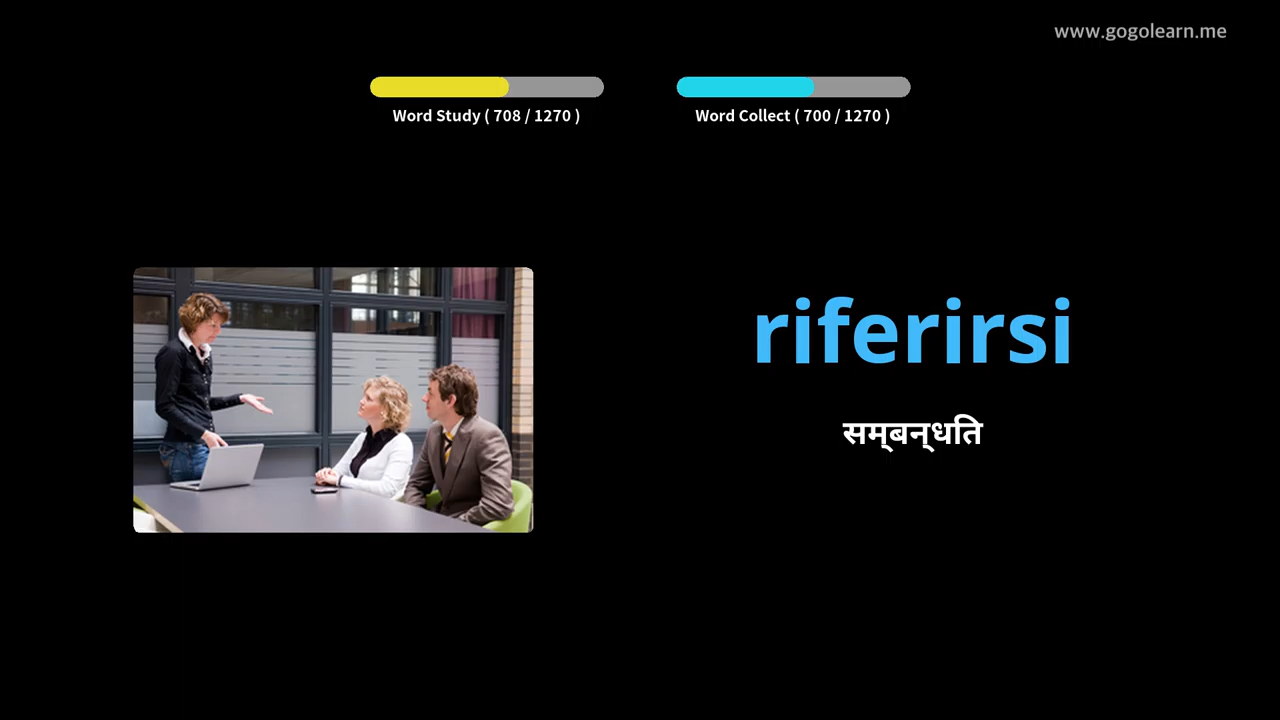 www.gogolearn.me
Word Study ( 708 / 1270 )
Word Collect ( 700 / 1270 )
riferirsi
सम्बन्धति